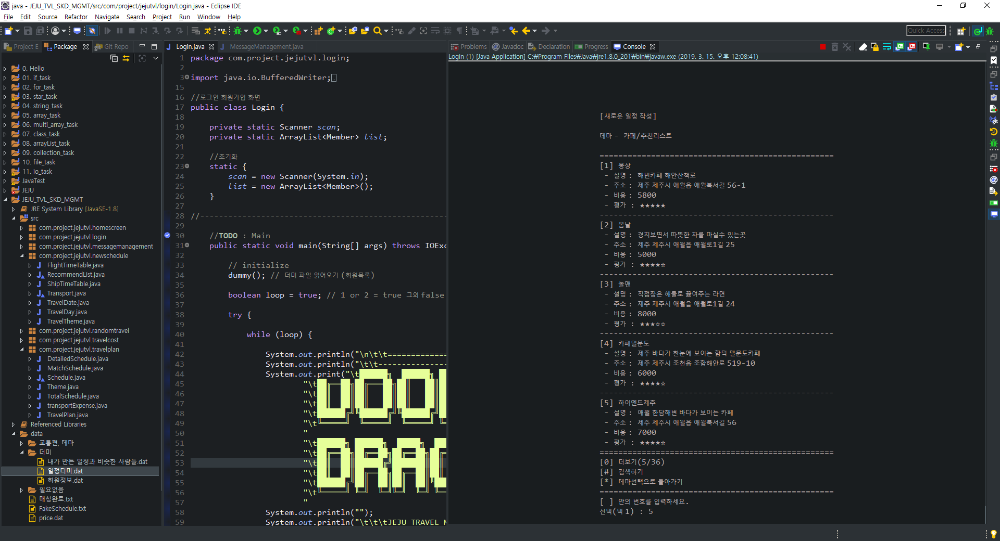 java - JEJU_TVL_SKD_MGMT/src/com/project/jejutvl/login/Login.java - Eclipse IDE
File Edit Source Refactor Navigate Search Project Run Window Help
Quick Access
Project E
Package
Git Repo
0. Hello
01. if_task
02. for_task
03. star_task
04. string_task
05. array_task
06. multi_array_task
07. class_task
08. arrayList_task
09. collection_task
10. file_task
11. io_task
JavaTest
JEJU
JEJU_TVL_SKD_MGMT
JRE System Library [JavaSE-1.8]
src
com.project.jejutvl.homescreen
com.project.jejutvl.login
com.project.jejutvl.messagemanagement
com.project.jejutvl.newschedule
FlightTimeTable.java
RecommendList.java
ShipTimeTable.java
Transport.java
TravelDate.java
TravelDay.java
TravelTheme.java
com.project.jejutvl.randomtravel
com.project.jejutvl.travelcost
com.project.jejutvl.travelplan
DetailedSchedule.java
MatchSchedule.java
Schedule.java
Theme.java
TotalSchedule.java
transportExpense.java
TravelPlan.java
Referenced Libraries
data
교통편, 테마
더미
내가 만든 일정과 비슷한 사람들.dat
일정더미.dat
회원정보.dat
필요없음
매칭완료.txt
FakeSchedule.txt
price.dat
Login.java
MessageManagement.java
1 package com.project.jejutvl.login;
2
3 import java.io.BufferedWriter;
15
16 //로그인 회원가입 화면
17 public class Login {
18
19 private static Scanner scan;
20 private static ArrayList<Member> list;
21
22 //초기화
23 static {
24 scan = new Scanner(System.in);
25 list = new ArrayList<Member>();
26 }
27
28 //-----------------------------------------------------
29
30 //TODO : Main
31 public static void main(String[] args) throws IOExc
32
33 // initialize
34 dummy(); // 더미 파일 읽어오기 (회원목록)
35
36 boolean loop = true; // 1 or 2 = true 그외 false
37
38 try {
39
40 while (loop) {
41
42 System.out.println("\n\t\t=============
43 System.out.println("\t\t---------------
44 System.out.print("\t
45 "\t
46 "\t
47 "\t
48 "\t
49 "\t
50 "
51 "\t
52 "\t
53 "\t
54 "\t
55 "\t
56 "\t
57 "
58 System.out.println("");
59 System.out.println("\t\t\tJEJU TRAVEL M
Problems
Javadoc
Declaration
Progress
Console
Login (1) [Java Application] C:\Program Files\Java\jre1.8.0_201\bin\javaw.exe (2019. 3. 15. 오후 12:08:41)
[새로운 일정 작성]
테마 - 카페/추천리스트
==================================================
[1] 몽상
- 설명 : 해변카페 해안산책로
- 주소 : 제주 제주시 애월읍 애월북서길 56-1
- 비용 : 5800
- 평가 : ★★★★★
--------------------------------------------------
[2] 봄날
- 설명 : 경치보면서 따뜻한 차를 마실수 있는곳
- 주소 : 제주 제주시 애월읍 애월로1길 25
- 비용 : 5000
- 평가 : ★★★★☆
--------------------------------------------------
[3] 놀맨
- 설명 : 직접잡은 해물로 끓여주는 라면
- 주소 : 제주 제주시 애월읍 애월로1길 24
- 비용 : 8000
- 평가 : ★★★☆☆
--------------------------------------------------
[4] 카페델문도
- 설명 : 제주 바다가 한눈에 보이는 함덕 델문도카페
- 주소 : 제주 제주시 조천읍 조함해안로 519-10
- 비용 : 6000
- 평가 : ★★★★☆
--------------------------------------------------
[5] 하이엔드제주
- 설명 : 애월 한담해변 바다가 보이는 카페
- 주소 : 제주 제주시 애월읍 애월북서길 56
- 비용 : 7000
- 평가 : ★★★★☆
==================================================
[0] 더보기(5/36)
[#] 검색하기
[*] 테마선택으로 돌아가기
==================================================
[ ] 안의 번호를 입력하세요.
선택(택 1) : 5